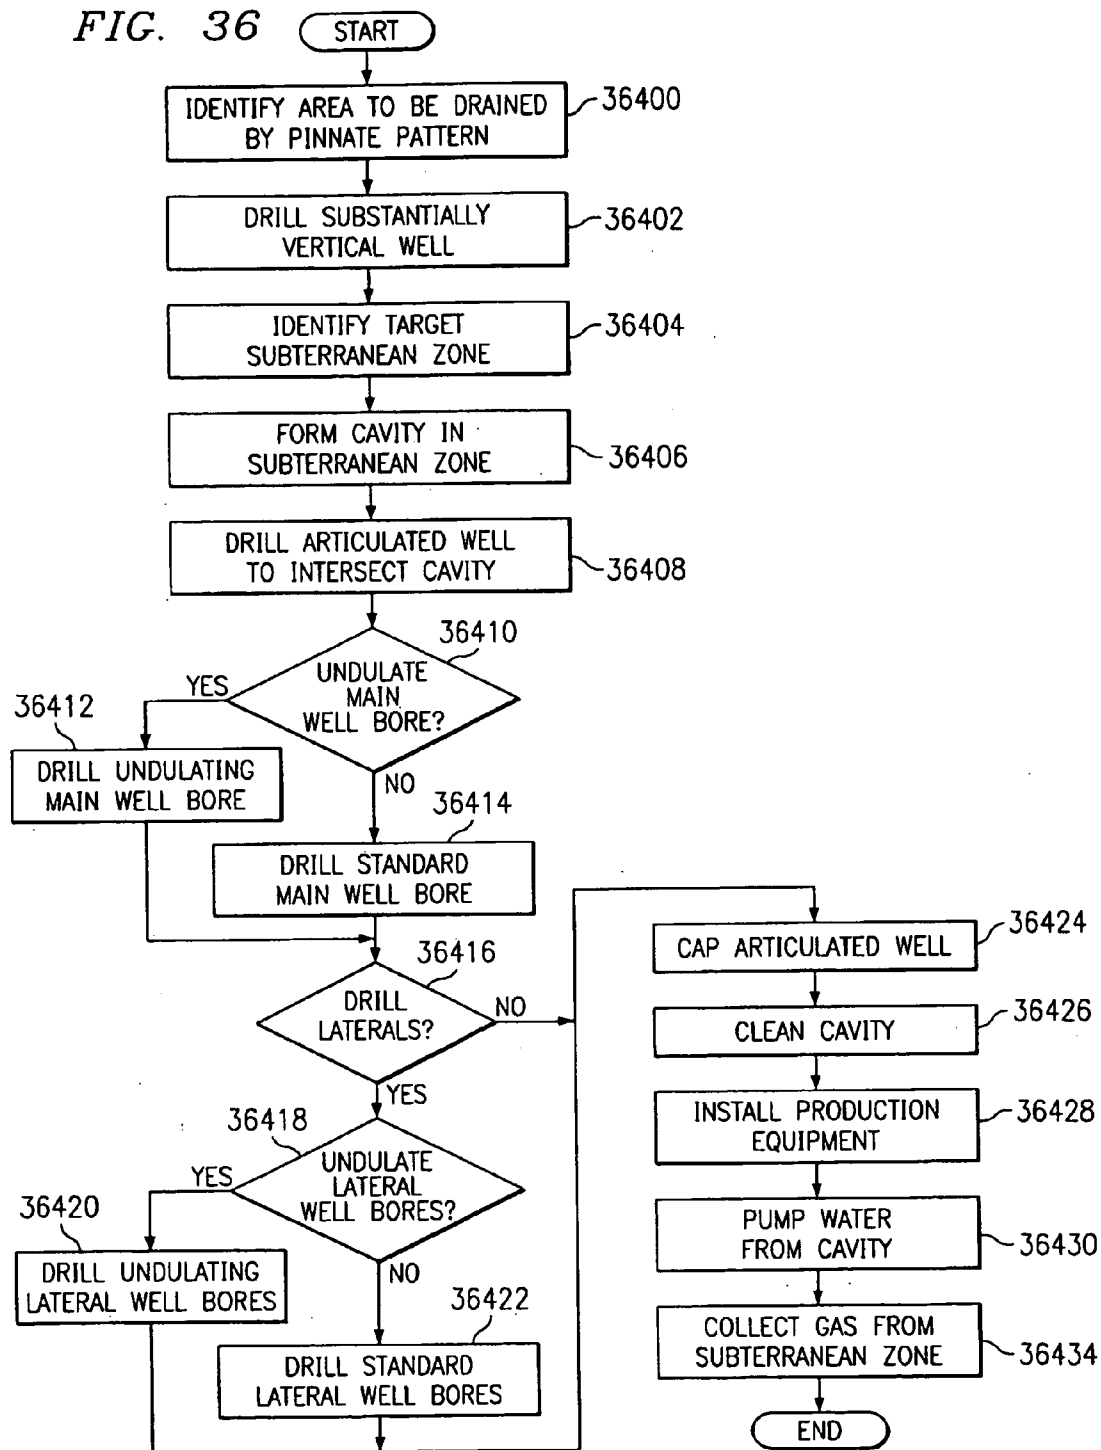 FIG. 36
START
IDENTIFY AREA TO BE DRAINED
BY PINNATE PATTERN
36400
DRILL SUBSTANTIALLY
VERTICAL WELL
36402
IDENTIFY TARGET
SUBTERRANEAN ZONE
36404
FORM CAVITY IN
SUBTERRANEAN ZONE
36406
DRILL ARTICULATED WELL
TO INTERSECT CAVITY
36408
36410
UNDULATE
MAIN
WELL BORE?
YES
NO
36412
DRILL UNDULATING
MAIN WELL BORE
36414
DRILL STANDARD
MAIN WELL BORE
36416
DRILL
LATERALS?
NO
YES
36418
UNDULATE
LATERAL
WELL BORES?
YES
NO
36420
DRILL UNDULATING
LATERAL WELL BORES
36422
DRILL STANDARD
LATERAL WELL BORES
CAP ARTICULATED WELL
36424
CLEAN CAVITY
36426
INSTALL PRODUCTION
EQUIPMENT
36428
PUMP WATER
FROM CAVITY
36430
COLLECT GAS FROM
SUBTERRANEAN ZONE
36434
END